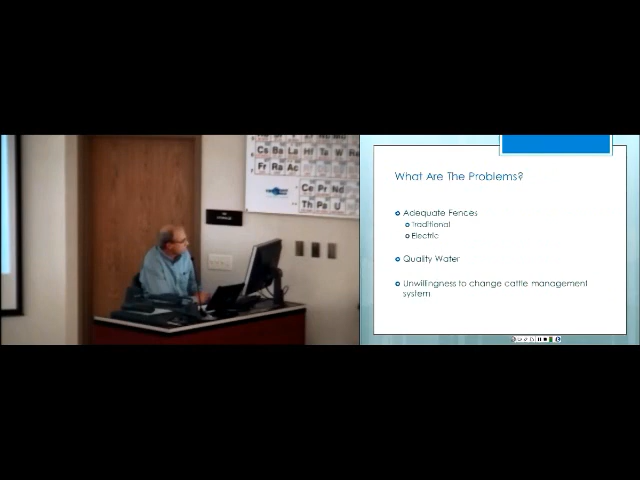 Cs Ba La Hf Ta W Re
Fr Ra Ac
Ce Pr Nd
Th Pa U
What Are The Problems?
Adequate Fences
Traditional
Electric
Quality Water
Unwillingness to change cattle management
system